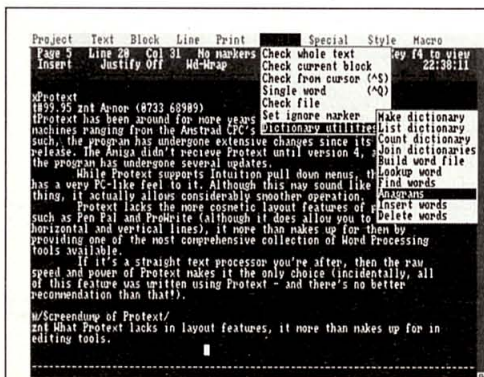 Project Text Block Line Print Special Style Macro
Page 5 Line 20 Col 31 No markers
Key f4 to view
Insert Justify Off Wd-Wrap
22:38:11
Check whole text
Check current block
Check from cursor (^S)
Single word (^Q)
Check file
Set ignore marker
Dictionary utilities
Make dictionary
List dictionary
Count dictionary
Join dictionaries
Build word file
Lookup word
Find words
Anagrams
Insert words
Delete words
xProtext
t#99.95 znt Arnor (0733 68909)
tProtext has been around for more years
machines ranging from the Amstrad CPC's
such, the program has undergone extensive changes since its
release. The Amiga didn't recieve Protext until version 4, a
the program has undergone several updates.
While Protext supports Intuition pull down menus, th
has a very PC-like feel to it. Although this may sound like
thing, it actually allows considerably smoother operation.
Protext lacks the more cosmetic layout features of
such as Pen Pal and ProWrite (although it does allow you to
horizontal and vertical lines), it more than makes up for them by
providing one of the most comprehensive collection of Word Processing
tools available.
If it's a straight text processor you're after, then the raw
speed and power of Protext makes it the only choice (incidentally, all
of this feature was written using Protext - and there's no better
recommendation than that!).
w/Screendump of Protext/
znt What Protext lacks in layout features, it more than makes up for in
editing tools.